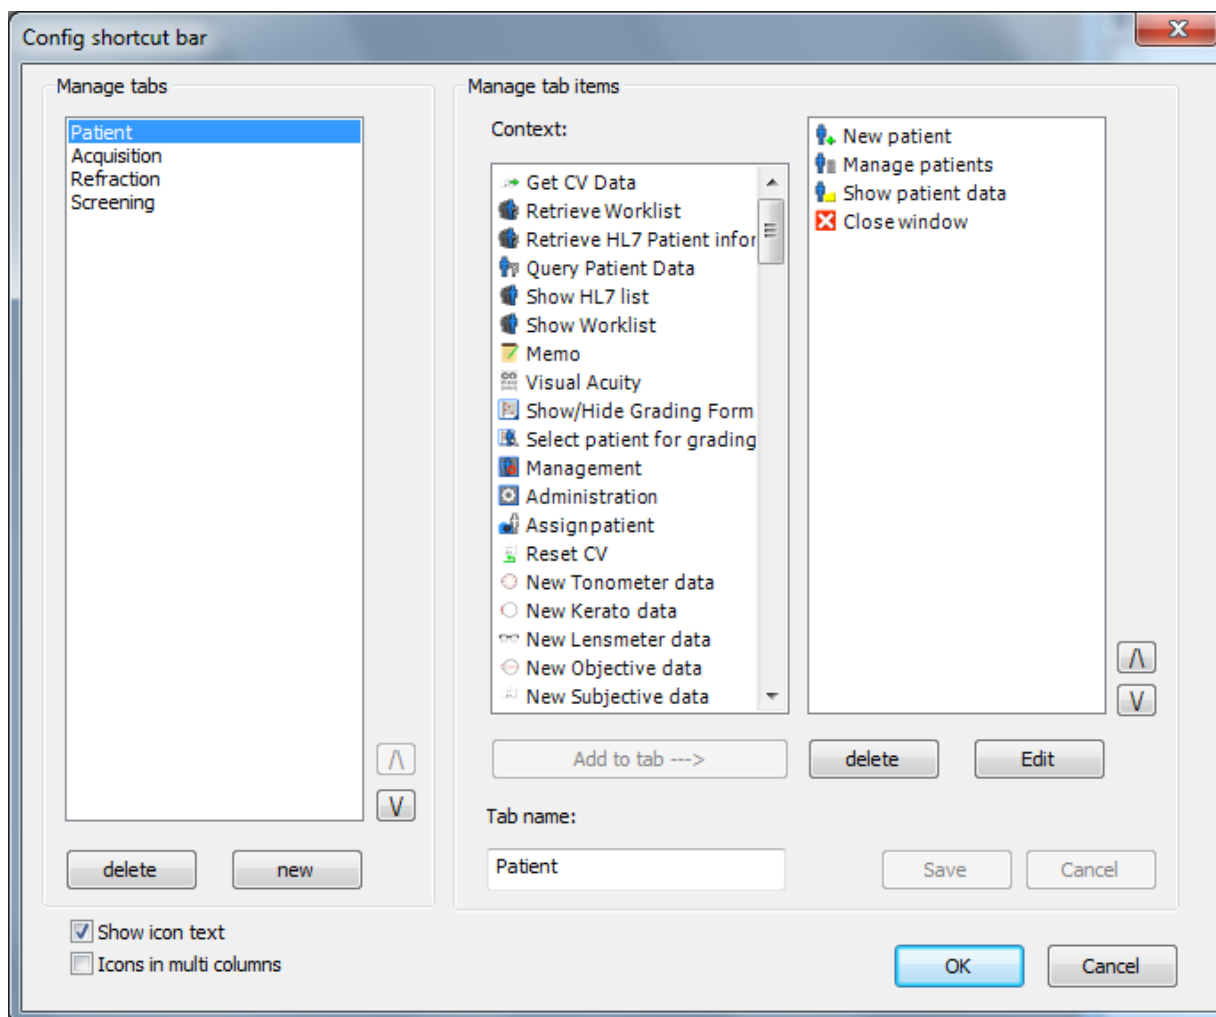 Config shortcut bar
Manage tabs
Patient
Acquisition
Refraction
Screening
delete
new
Manage tab items
Context:
Get CV Data
Retrieve Worklist
Retrieve HL7 Patient infor
Query Patient Data
Show HL7 list
Show Worklist
Memo
Visual Acuity
Show/Hide Grading Form
Select patient for grading
Management
Administration
Assign patient
Reset CV
New Tonometer data
New Kerato data
New Lensmeter data
New Objective data
New Subjective data
New patient
Manage patients
Show patient data
Close window
/\
\/
/\
\/
Add to tab --->
delete
Edit
Tab name:
Patient
Save
Cancel
Show icon text
Icons in multi columns
OK
Cancel